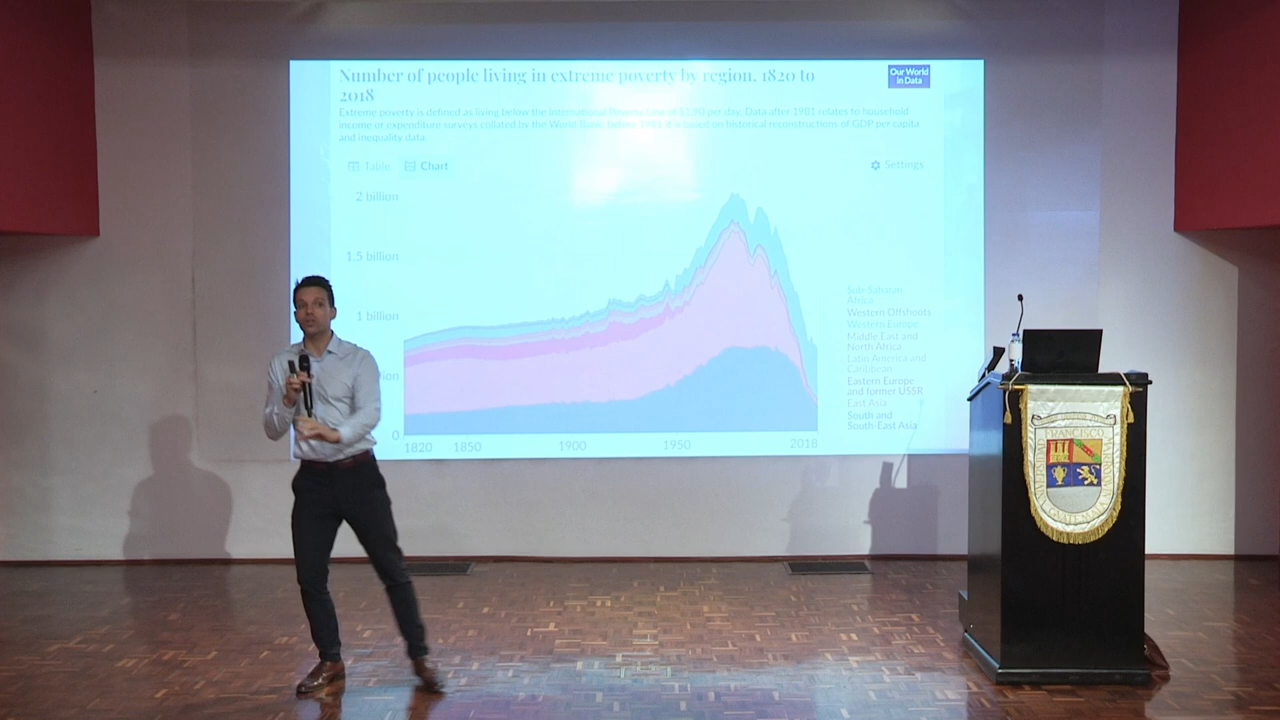 Number of people living in extreme poverty by region, 1820 to
2018
Our World
in Data
Extreme poverty is defined as living below the International Poverty Line of $1.90 per day. Data after 1981 relates to household
income or expenditure surveys collated by the World Bank; before 1981 it is based on historical reconstructions of GDP per capita
and inequality data.
Table
Chart
Settings
2 billion
1.5 billion
1 billion
0
1820
1850
1900
1950
2018
Sub-Saharan
Africa
Western Offshoots
Western Europe
Middle East and
North Africa
Latin America and
Caribbean
Eastern Europe
and former USSR
East Asia
South and
South-East Asia
FRANCISCO
GUATEMALA